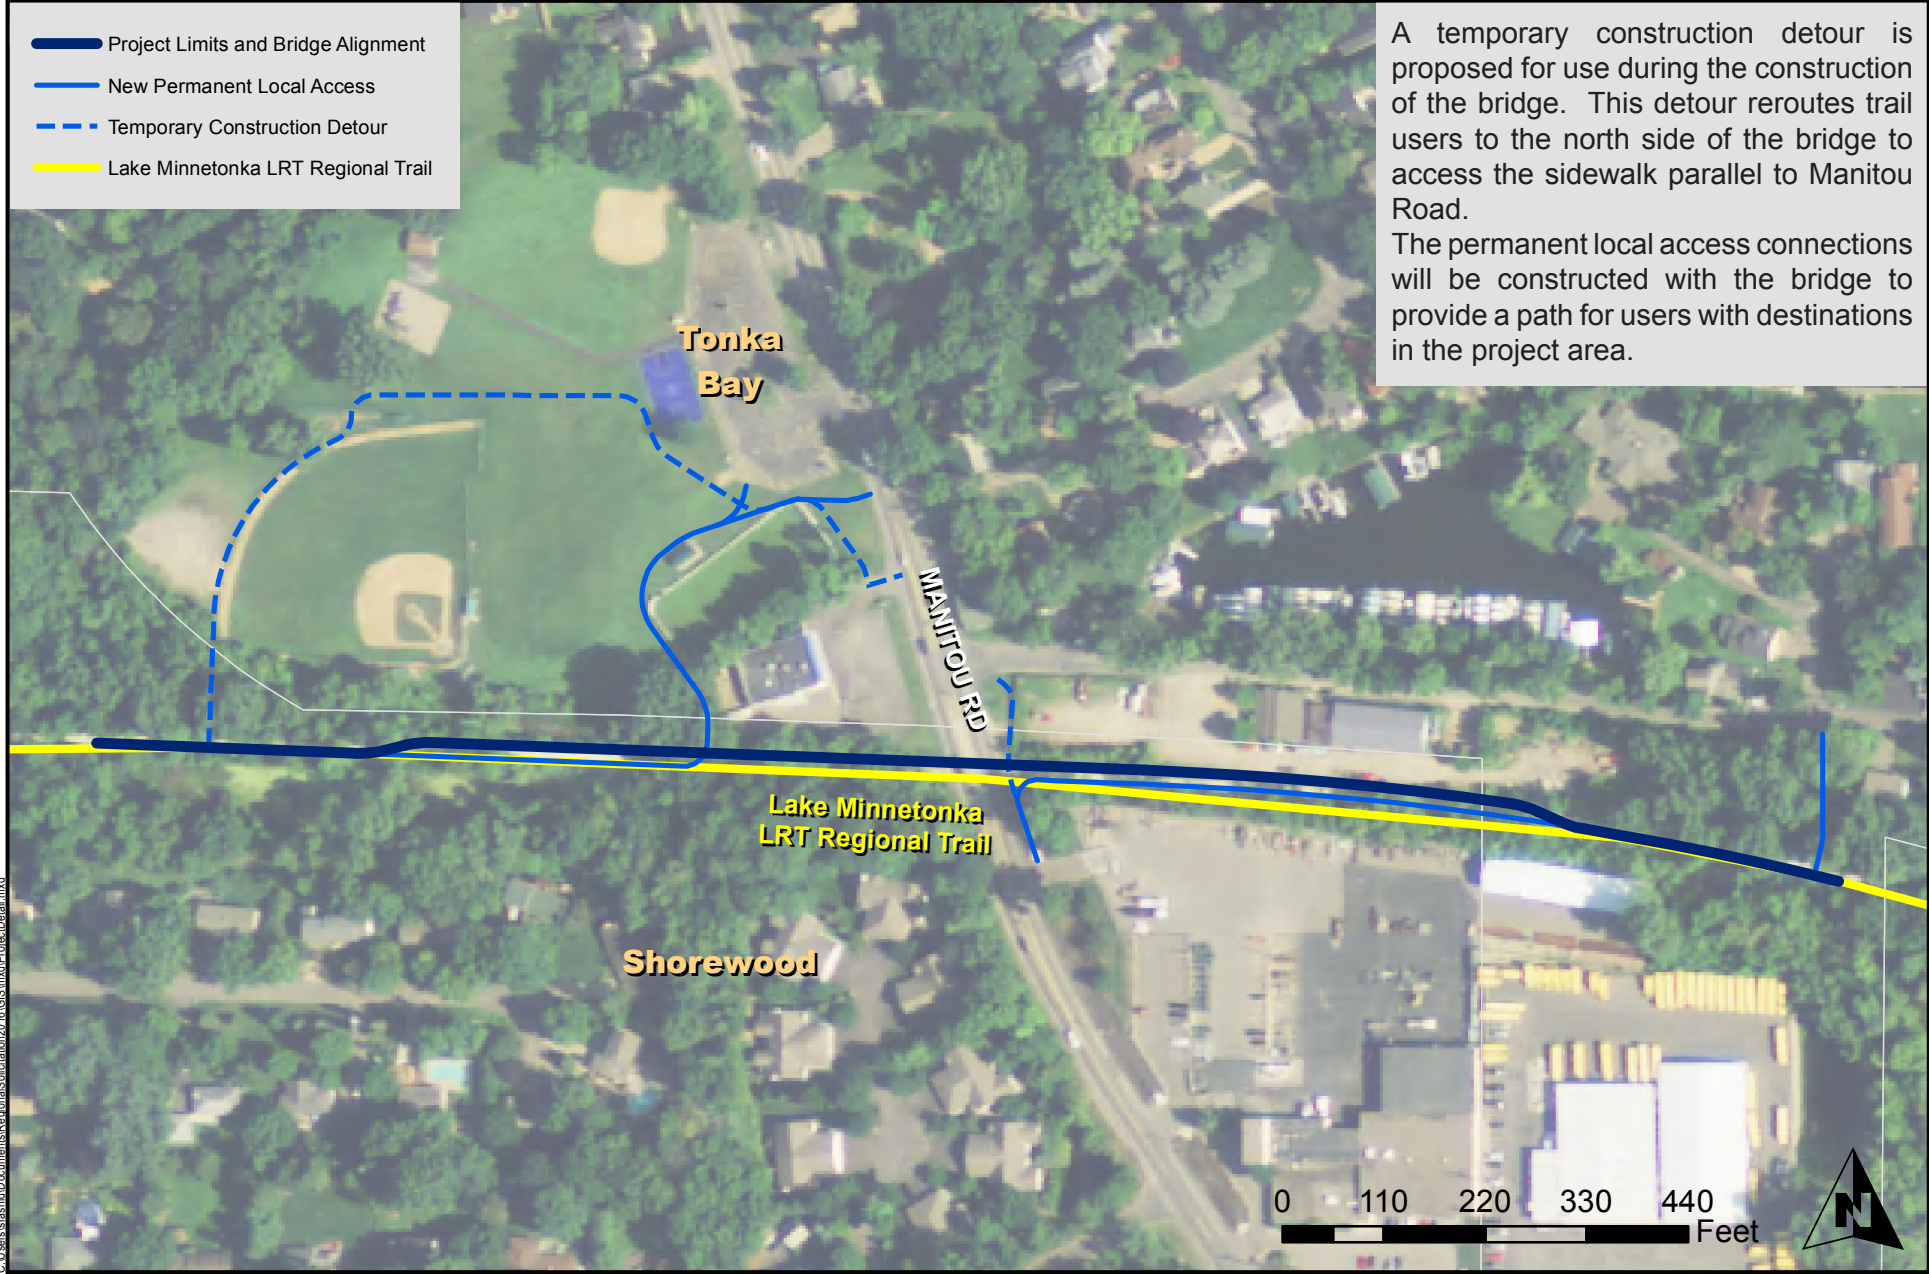 Project Limits and Bridge Alignment
New Permanent Local Access
Temporary Construction Detour
Lake Minnetonka LRT Regional Trail
A temporary construction detour is
proposed for use during the construction
of the bridge. This detour reroutes trail
users to the north side of the bridge to
access the sidewalk parallel to Manitou
Road.
The permanent local access connections
will be constructed with the bridge to
provide a path for users with destinations
in the project area.
Tonka
Bay
MANITOU RD
Lake Minnetonka
LRT Regional Trail
Shorewood
0 110 220 330 440
Feet
N